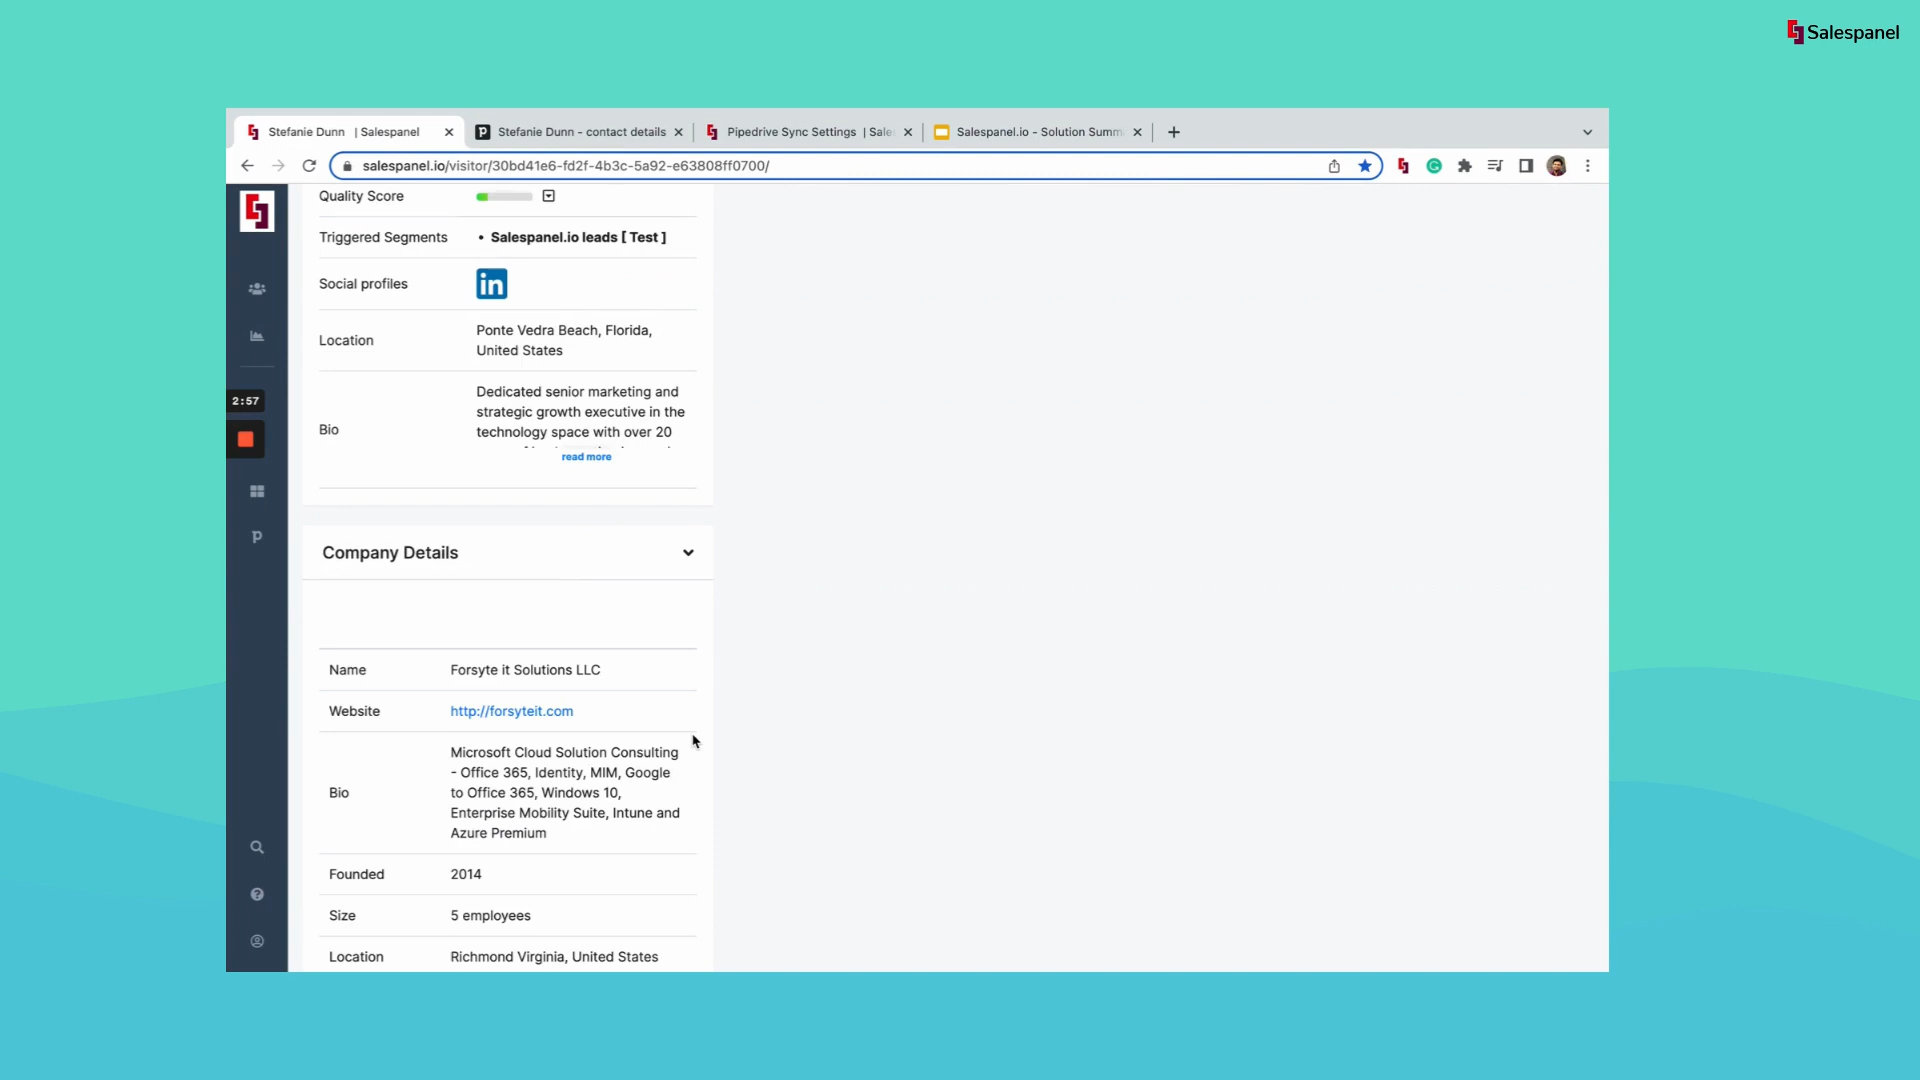 Salespanel
Stefanie Dunn | Salespanel
Stefanie Dunn - contact details
Pipedrive Sync Settings | Sale
Salespanel.io - Solution Summ
salespanel.io/visitor/30bd41e6-fd2f-4b3c-5a92-e63808ff0700/
Quality Score
Triggered Segments
• Salespanel.io leads [ Test ]
Social profiles
in
Location
Ponte Vedra Beach, Florida,
United States
2:57
Bio
Dedicated senior marketing and
strategic growth executive in the
technology space with over 20
read more
Company Details
Name
Forsyte it Solutions LLC
Website
http://forsyteit.com
Bio
Microsoft Cloud Solution Consulting
- Office 365, Identity, MIM, Google
to Office 365, Windows 10,
Enterprise Mobility Suite, Intune and
Azure Premium
Founded
2014
Size
5 employees
Location
Richmond Virginia, United States